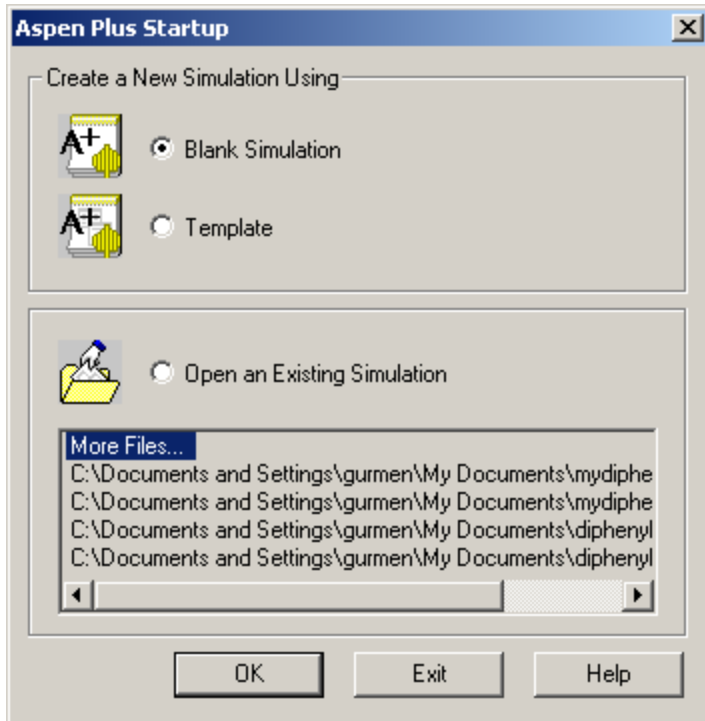 Aspen Plus Startup
Create a New Simulation Using
A+
Blank Simulation
A+
Template
Open an Existing Simulation
More Files...
C:\Documents and Settings\gurmen\My Documents\mydiphe
C:\Documents and Settings\gurmen\My Documents\mydiphe
C:\Documents and Settings\gurmen\My Documents\diphenyl
C:\Documents and Settings\gurmen\My Documents\diphenyl
OK Exit Help